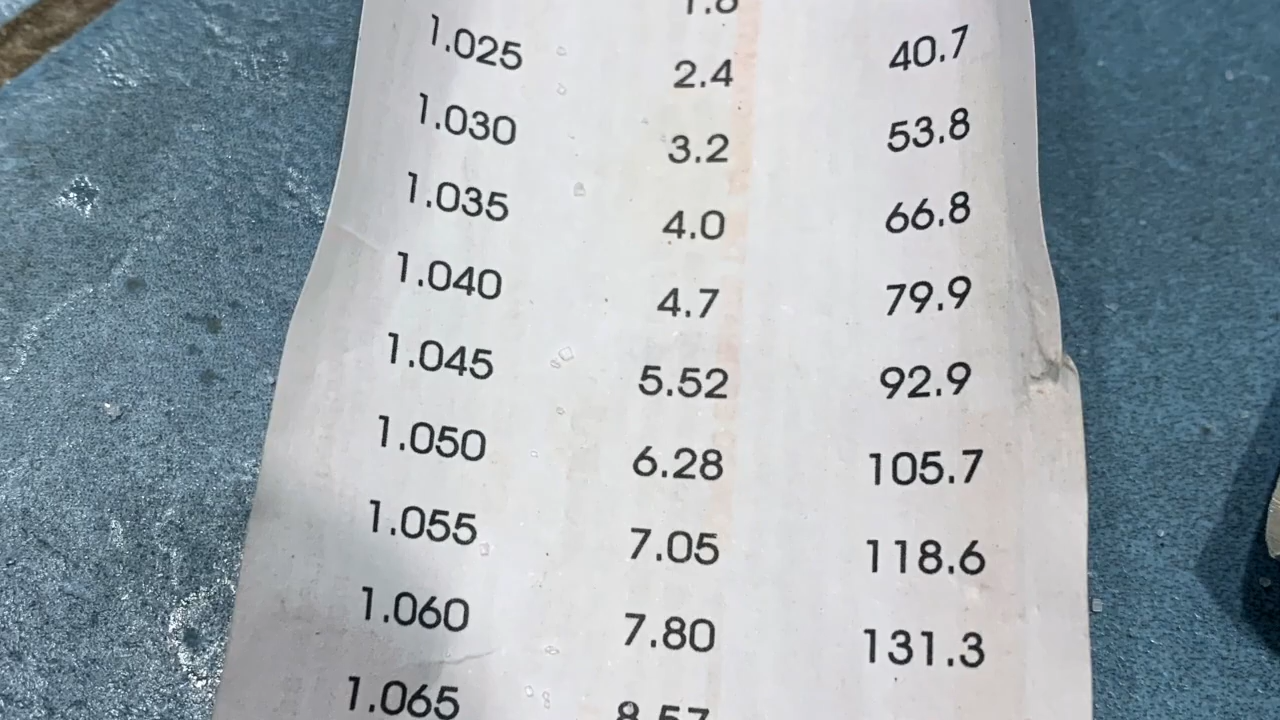 1.025 2.4 40.7
1.030 3.2 53.8
1.035 4.0 66.8
1.040 4.7 79.9
1.045 5.52 92.9
1.050 6.28 105.7
1.055 7.05 118.6
1.060 7.80 131.3
1.065 8.57